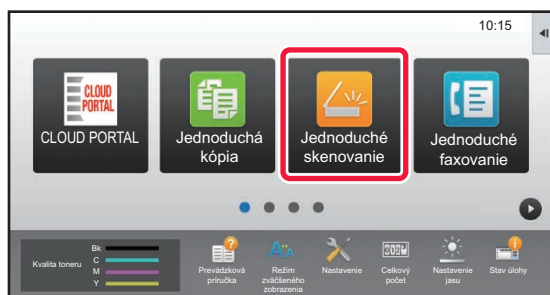 10:15
CLOUD
PORTAL
CLOUD PORTAL
Jednoduchá
kópia
Jednoduché
skenovanie
Jednoduché
faxovanie
Kvalita toneru
Bk
C
M
Y
Prevádzková
príručka
Režim
zväčšeného
zobrazenia
Nastavenie
Celkový
počet
Nastavenie
jasu
Stav úlohy